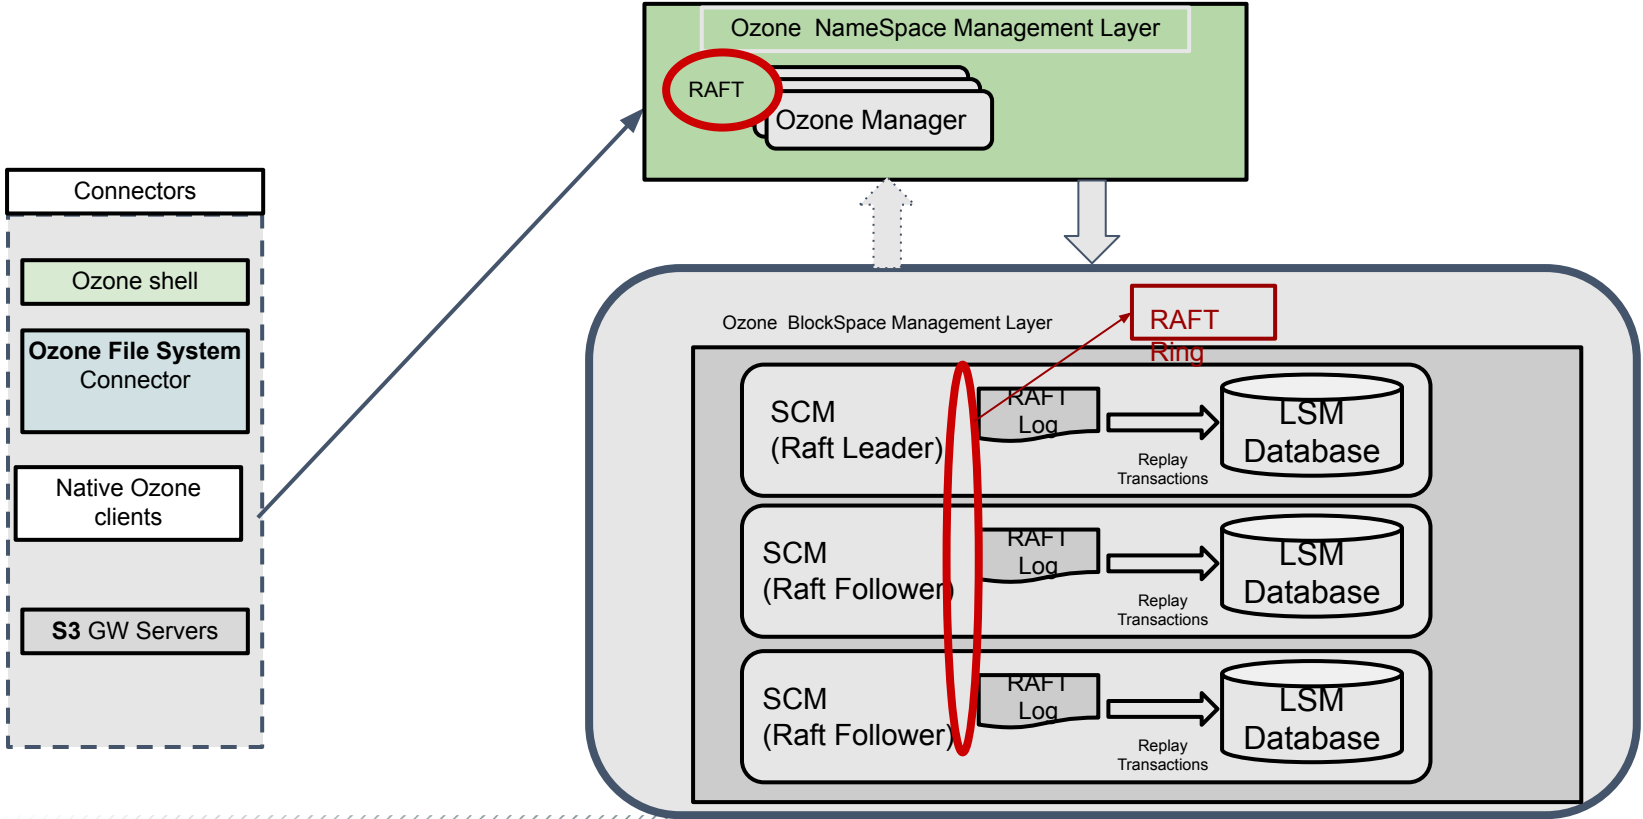 Ozone NameSpace Management Layer
RAFT
Ozone Manager
Connectors
Ozone shell
Ozone File System
Connector
Native Ozone
clients
S3 GW Servers
Ozone BlockSpace Management Layer
RAFT
Ring
SCM
(Raft Leader)
RAFT
Log
Replay
Transactions
LSM
Database
SCM
(Raft Follower)
RAFT
Log
Replay
Transactions
LSM
Database
SCM
(Raft Follower)
RAFT
Log
Replay
Transactions
LSM
Database